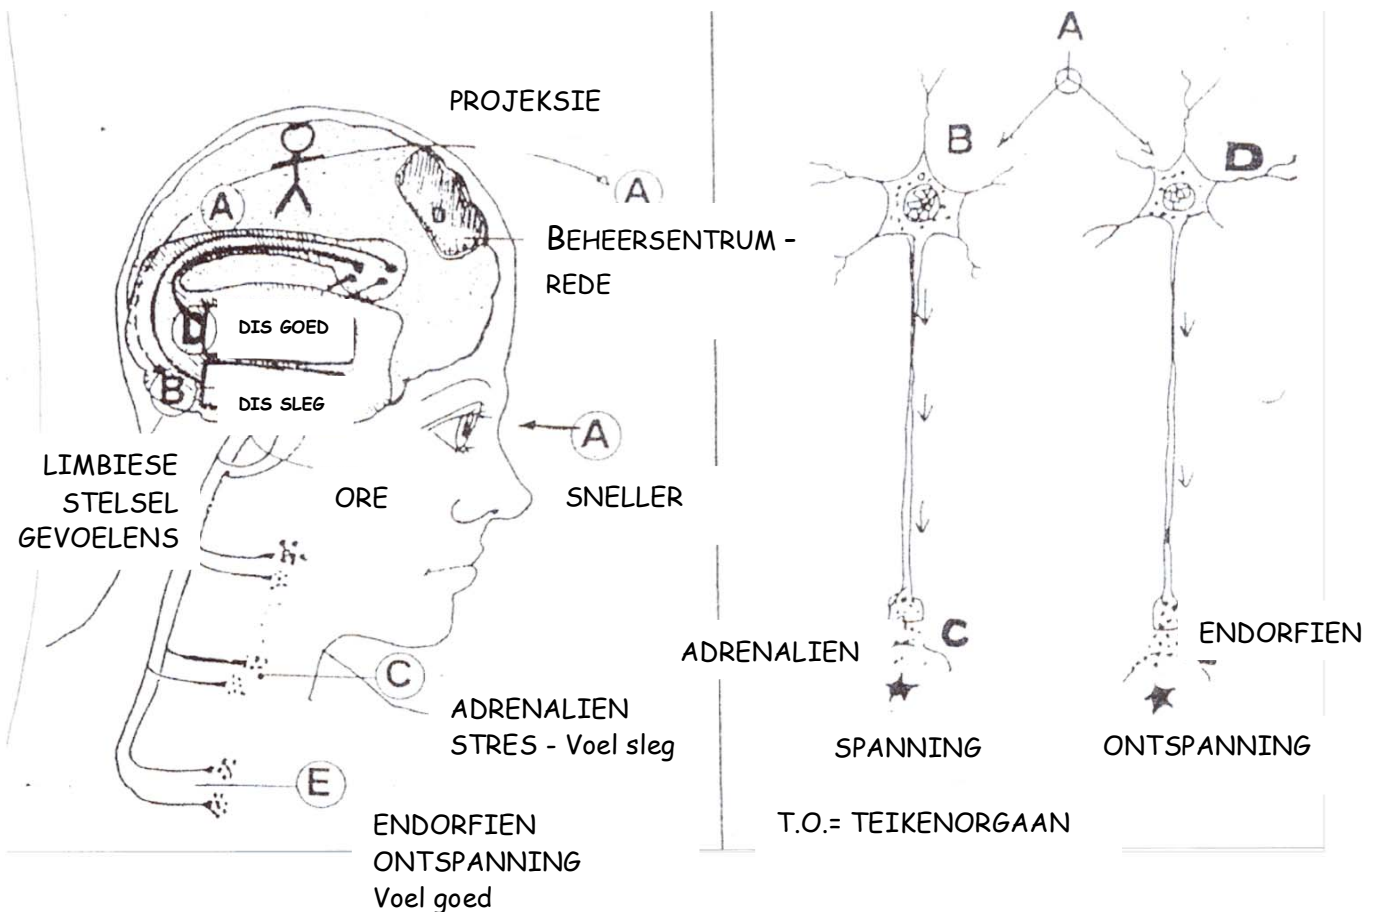 PROJEKSIE
A
A
BEHEERSENTRUM -
REDE
D
DIS GOED
B
DIS SLEG
A
LIMBIESE
STELSEL
GEVOELENS
ORE
SNELLER
C
ADRENALIEN
STRES - Voel sleg
E
ENDORFIEN
ONTSPANNING
Voel goed
A
B
D
ADRENALIEN
C
ENDORFIEN
SPANNING
ONTSPANNING
T.O.= TEIKENORGAAN